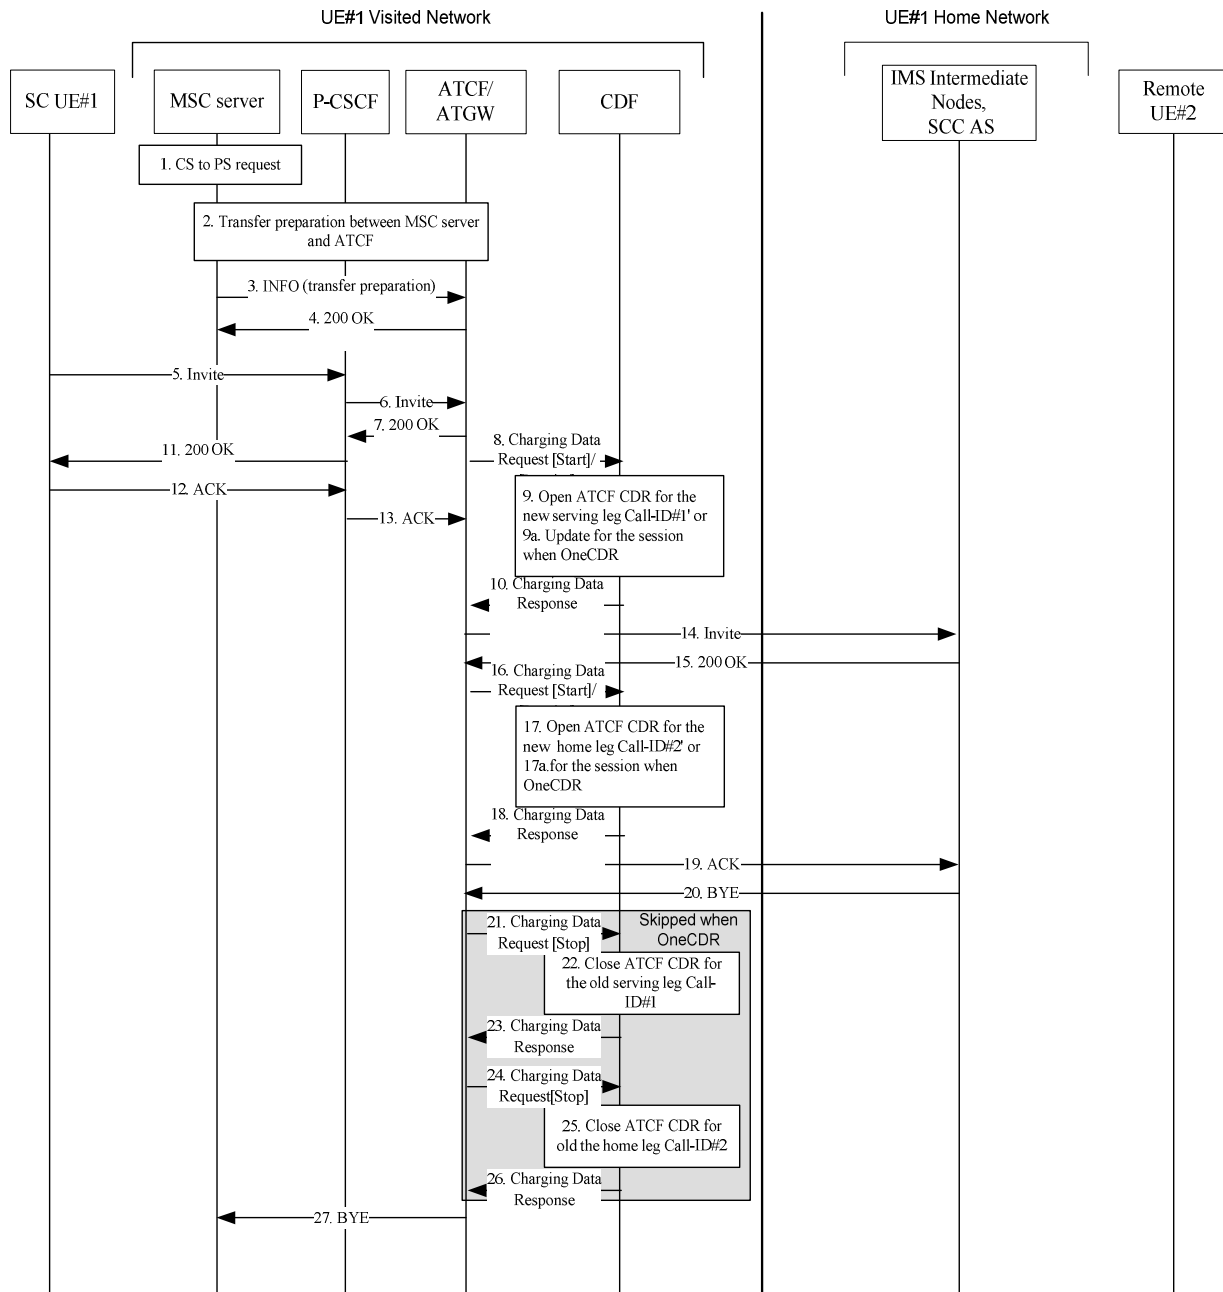 UE#1 Visited Network
UE#1 Home Network
SC UE#1
MSC server
P-CSCF
ATCF/
ATGW
CDF
IMS Intermediate
Nodes,
SCC AS
Remote
UE#2
1. CS to PS request
2. Transfer preparation between MSC server
and ATCF
3. INFO (transfer preparation)
4. 200 OK
5. Invite
6. Invite
7. 200 OK
8. Charging Data
Request [Start]/
11. 200 OK
12. ACK
13. ACK
9. Open ATCF CDR for the
new serving leg Call-ID#1' or
9a. Update for the session
when OneCDR
10. Charging Data
Response
14. Invite
15. 200 OK
16. Charging Data
Request [Start]/
17. Open ATCF CDR for the
new home leg Call-ID#2' or
17a.for the session when
OneCDR
18. Charging Data
Response
19. ACK
20. BYE
Skipped when
OneCDR
21. Charging Data
Request [Stop]
22. Close ATCF CDR for
the old serving leg Call-
ID#1
23. Charging Data
Response
24. Charging Data
Request[Stop]
25. Close ATCF CDR for
old the home leg Call-ID#2
26. Charging Data
Response
27. BYE